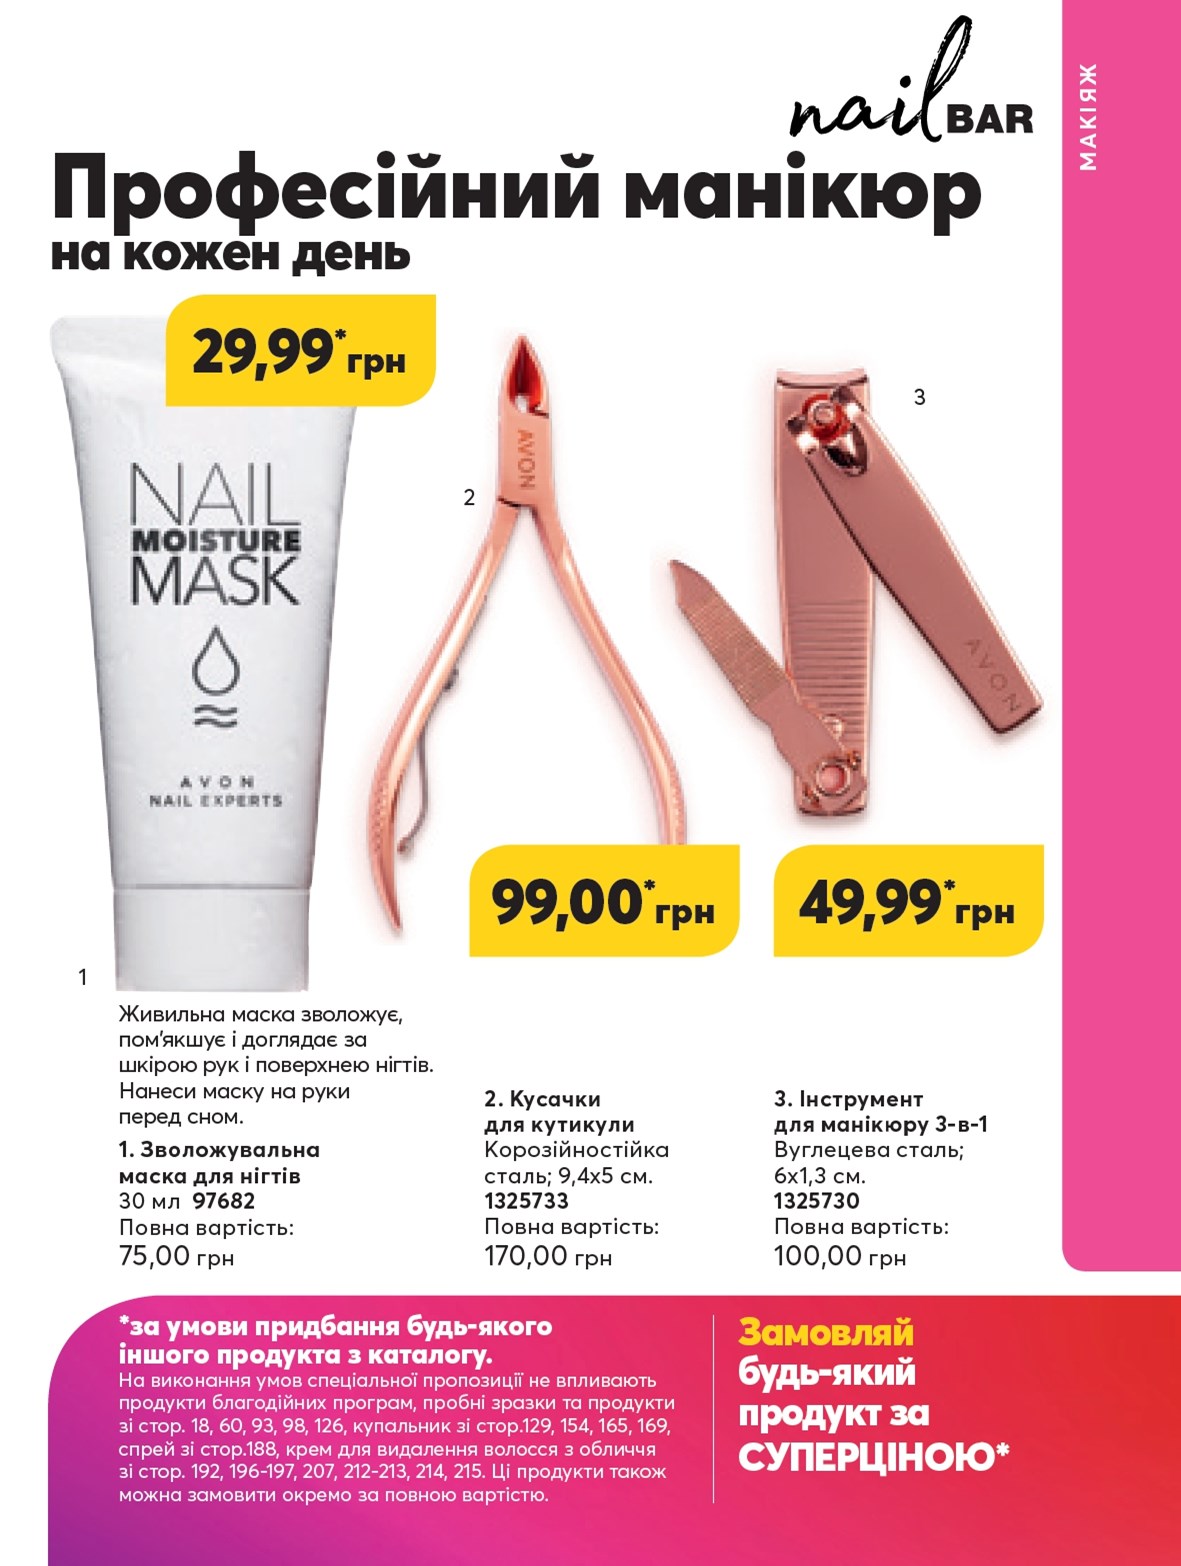 nail BAR
МАКІЯЖ
Професійний манікюр
на кожен день
29,99* грн
NAIL
MOISTURE
MASK
AVON
NAIL EXPERTS
1
AVON
2
3
AVON
99,00* грн
49,99* грн
Живильна маска зволожує,
пом'якшує і доглядає за
шкірою рук і поверхнею нігтів.
Нанеси маску на руки
перед сном.
1. Зволожувальна
маска для нігтів
30 мл 97682
Повна вартість:
75,00 грн
2. Кусачки
для кутикули
Корозійностійка
сталь; 9,4х5 см.
1325733
Повна вартість:
170,00 грн
3. Інструмент
для манікюру 3-в-1
Вуглецева сталь;
6х1,3 см.
1325730
Повна вартість:
100,00 грн
*за умови придбання будь-якого
іншого продукта з каталогу.
На виконання умов спеціальної пропозиції не впливають
продукти благодійних програм, пробні зразки та продукти
зі стор. 18, 60, 93, 98, 126, купальник зі стор.129, 154, 165, 169,
спрей зі стор.188, крем для видалення волосся з обличчя
зі стор. 192, 196-197, 207, 212-213, 214, 215. Ці продукти також
можна замовити окремо за повною вартістю.
Замовляй
будь-який
продукт за
СУПЕРЦІНОЮ*